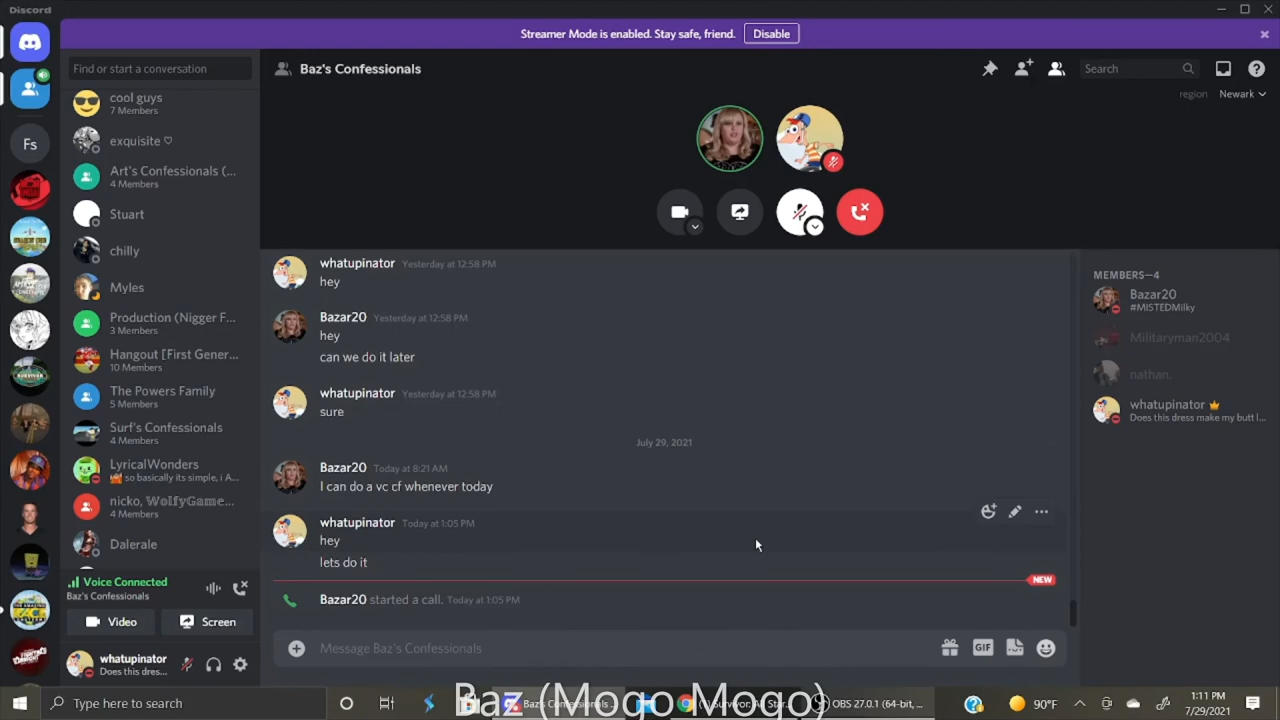 Discord
Streamer Mode is enabled. Stay safe, friend. Disable
Find or start a conversation
Baz's Confessionals
Search
region Newark
cool guys
7 Members
exquisite ♡
Fs
Art's Confessionals (...
4 Members
Stuart
chilly
Myles
Production (Nigger F...
3 Members
Hangout [First Gener...
10 Members
The Powers Family
5 Members
Surf's Confessionals
4 Members
LyricalWonders
so basically its simple, i A...
nicko, 𝕎𝕠𝕝𝕗𝕪𝔾𝕒𝕞𝕖...
4 Members
Dalerale
Voice Connected
Baz's Confessionals
Video Screen
whatupinator
Does this dres...
whatupinator Yesterday at 12:58 PM
hey
Bazar20 Yesterday at 12:58 PM
hey
can we do it later
whatupinator Yesterday at 12:58 PM
sure
July 29, 2021
Bazar20 Today at 8:21 AM
I can do a vc cf whenever today
whatupinator Today at 1:05 PM
hey
lets do it
NEW
Bazar20 started a call. Today at 1:05 PM
Message Baz's Confessionals
GIF
MEMBERS—4
Bazar20
#MISTEDMilky
Militaryman2004
nathan.
whatupinator
Does this dress make my butt l...
Type here to search
Baz (Mogo Mogo)
OBS 27.0.1 (64-bit,...
90°F
1:11 PM
7/29/2021